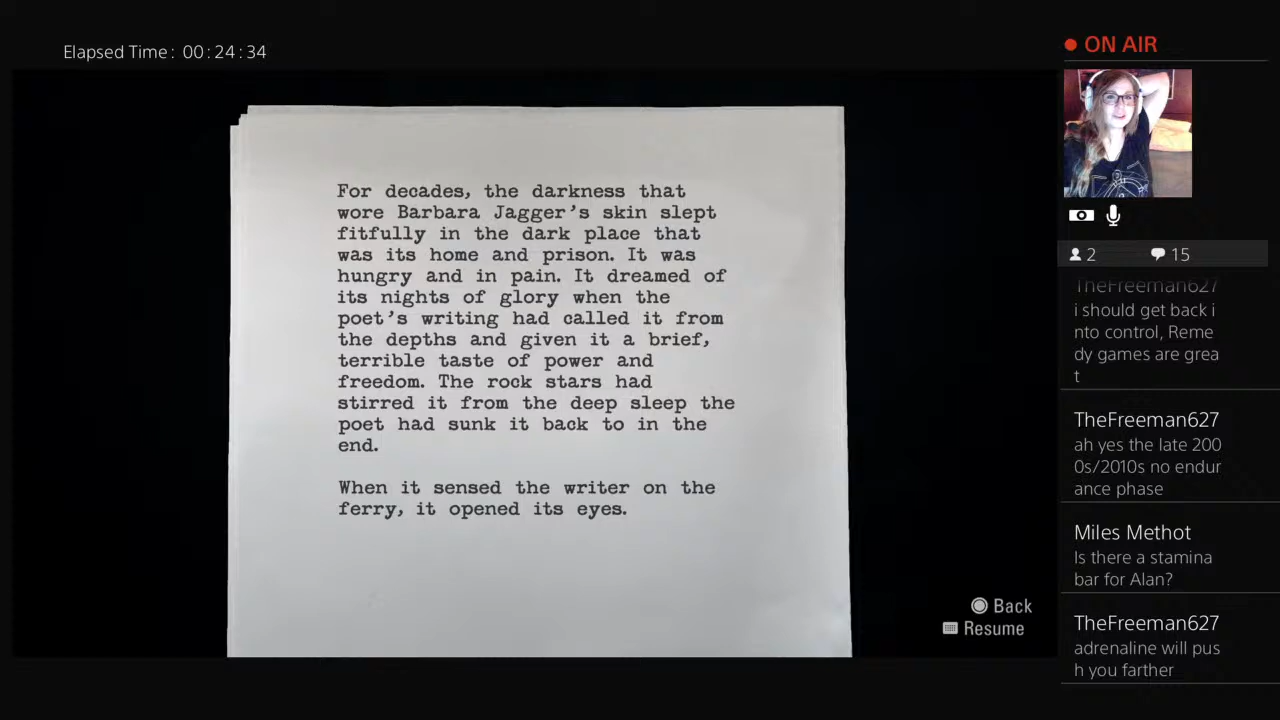 Elapsed Time: 00:24:34
ON AIR
2
15
For decades, the darkness that
wore Barbara Jagger's skin slept
fitfully in the dark place that
was its home and prison. It was
hungry and in pain. It dreamed of
its nights of glory when the
poet's writing had called it from
the depths and given it a brief,
terrible taste of power and
freedom. The rock stars had
stirred it from the deep sleep the
poet had sunk it back to in the
end.
When it sensed the writer on the
ferry, it opened its eyes.
Back
Resume
TheFreeman627
i should get back i
nto control, Reme
dy games are grea
t
TheFreeman627
ah yes the late 200
0s/2010s no endur
ance phase
Miles Methot
Is there a stamina
bar for Alan?
TheFreeman627
adrenaline will pus
h you farther